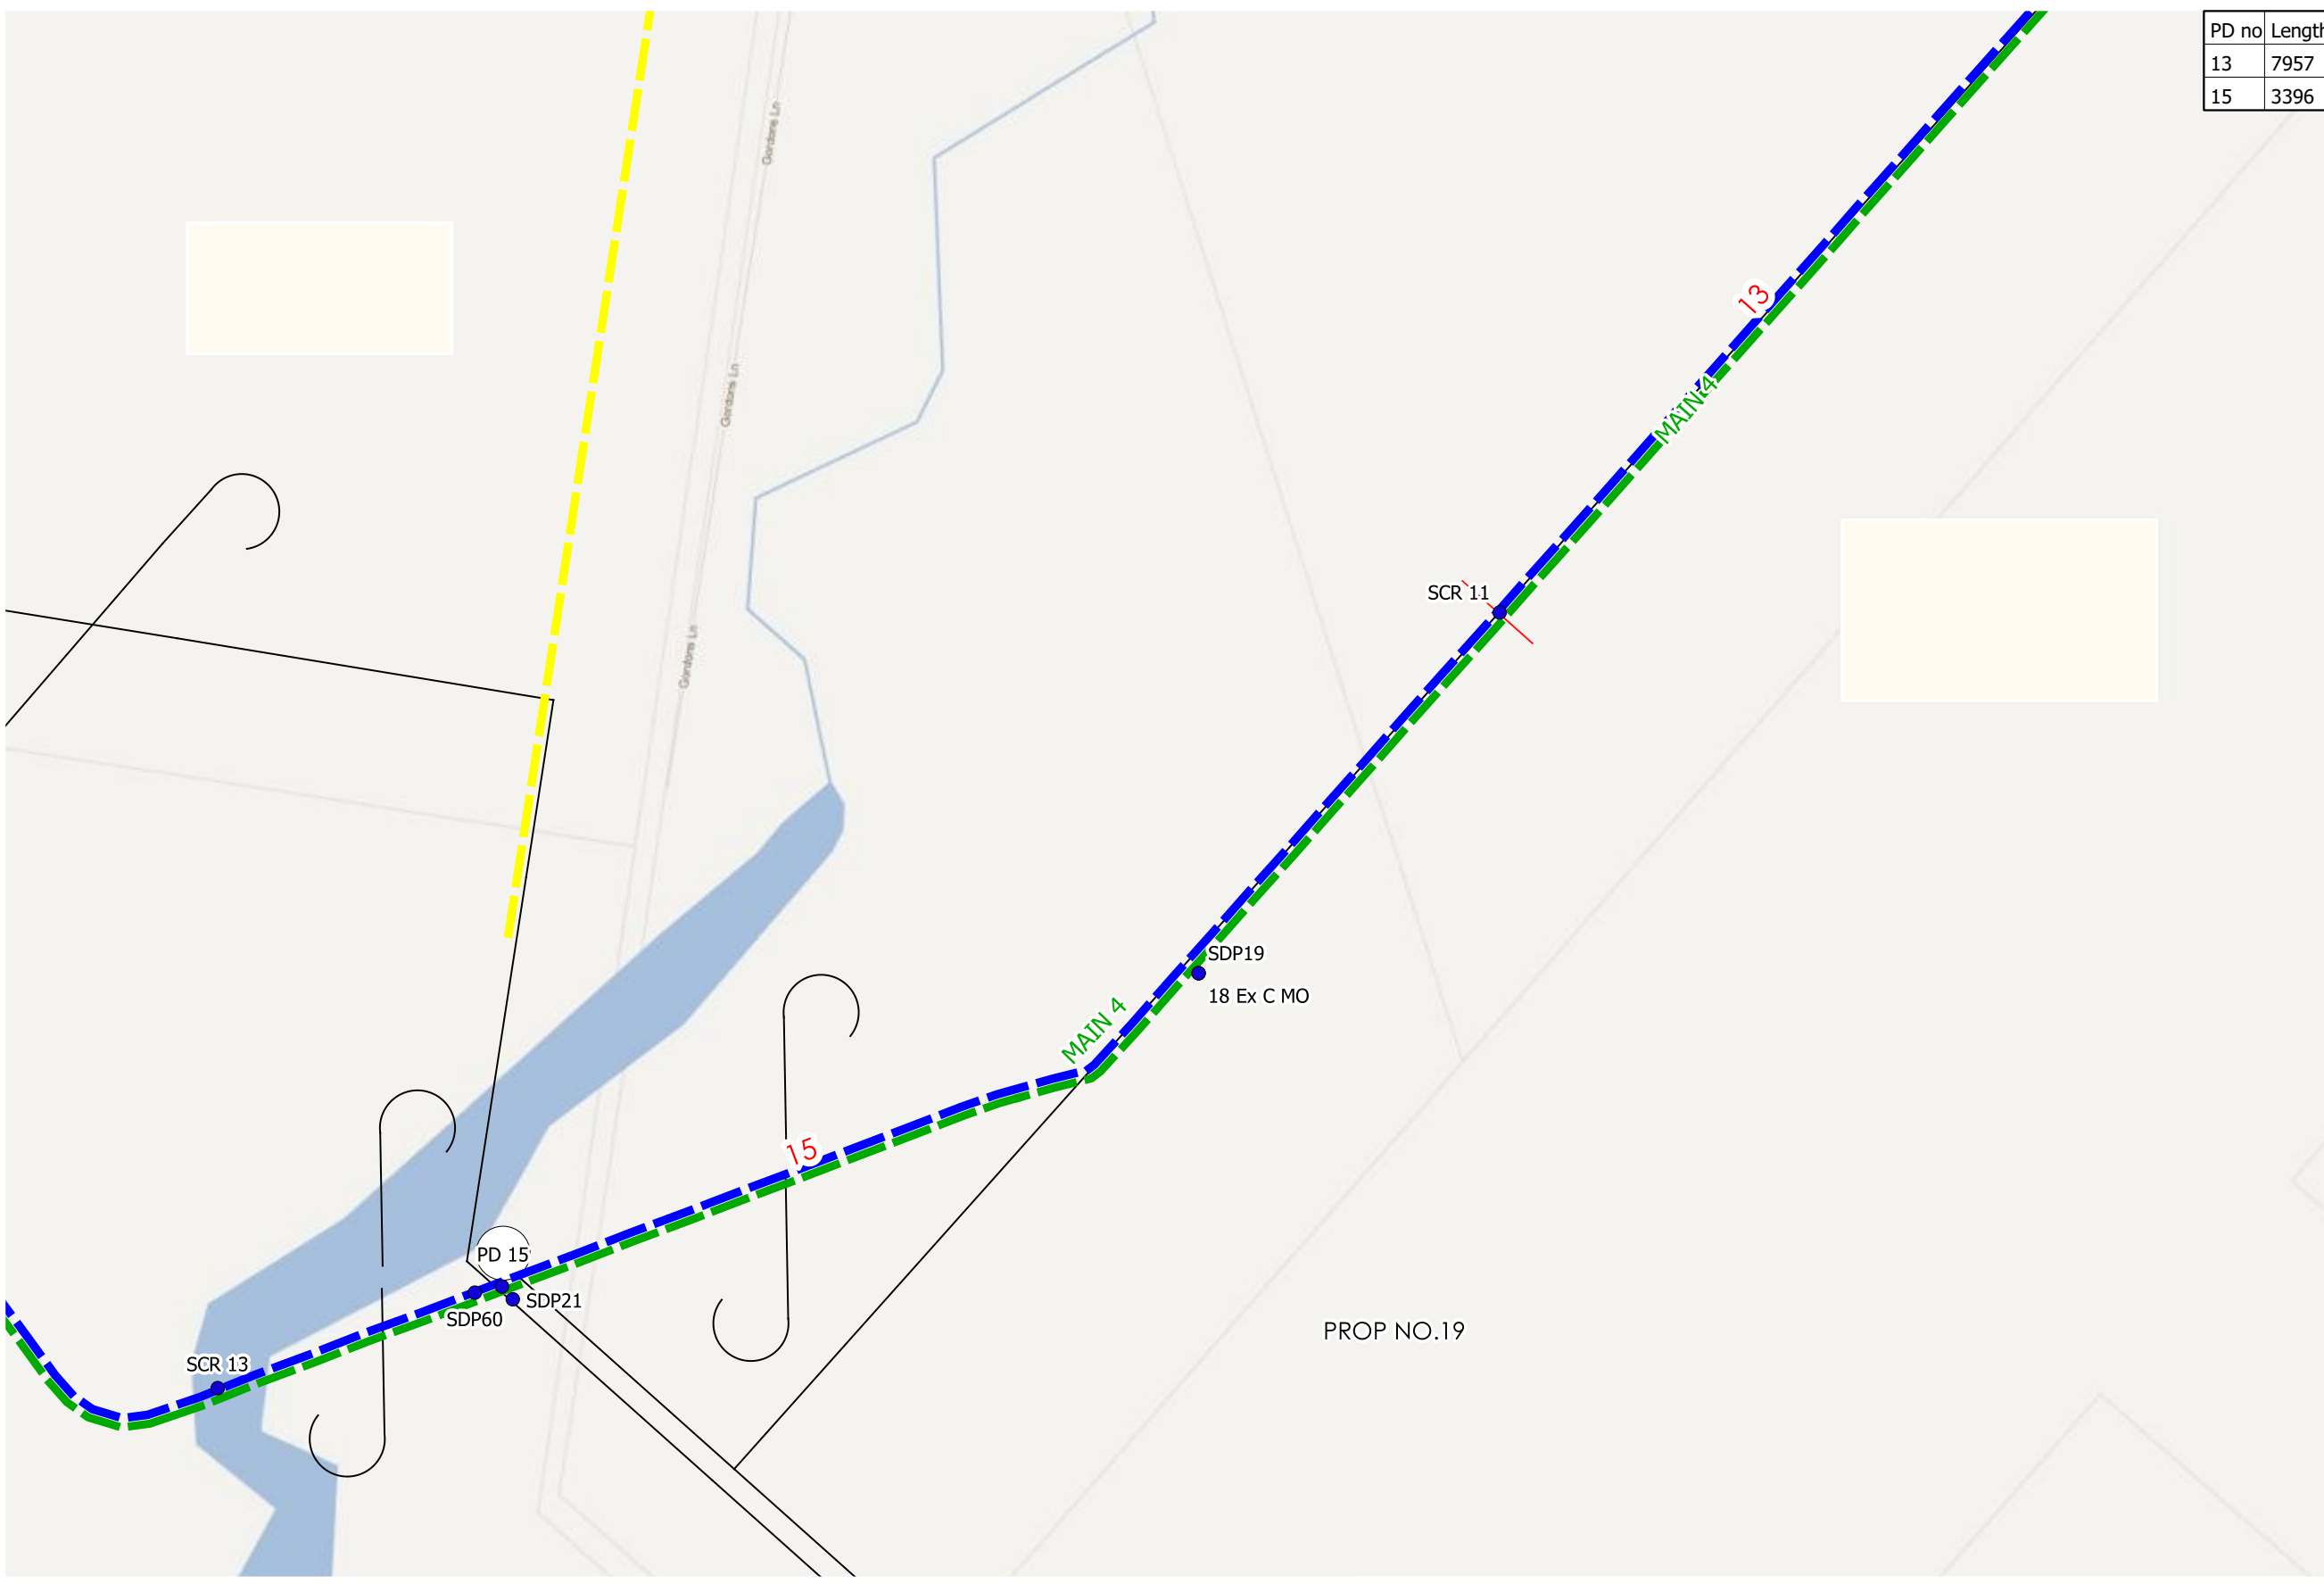 PD no Length
13 7957
15 3396
Gordons Ln
13
Gordons Ln
MAIN 4
SCR 11
Gordons Ln
SDP19
18 Ex C MO
MAIN 4
15
PD 15
SDP21
SDP60
PROP NO.19
SCR 13